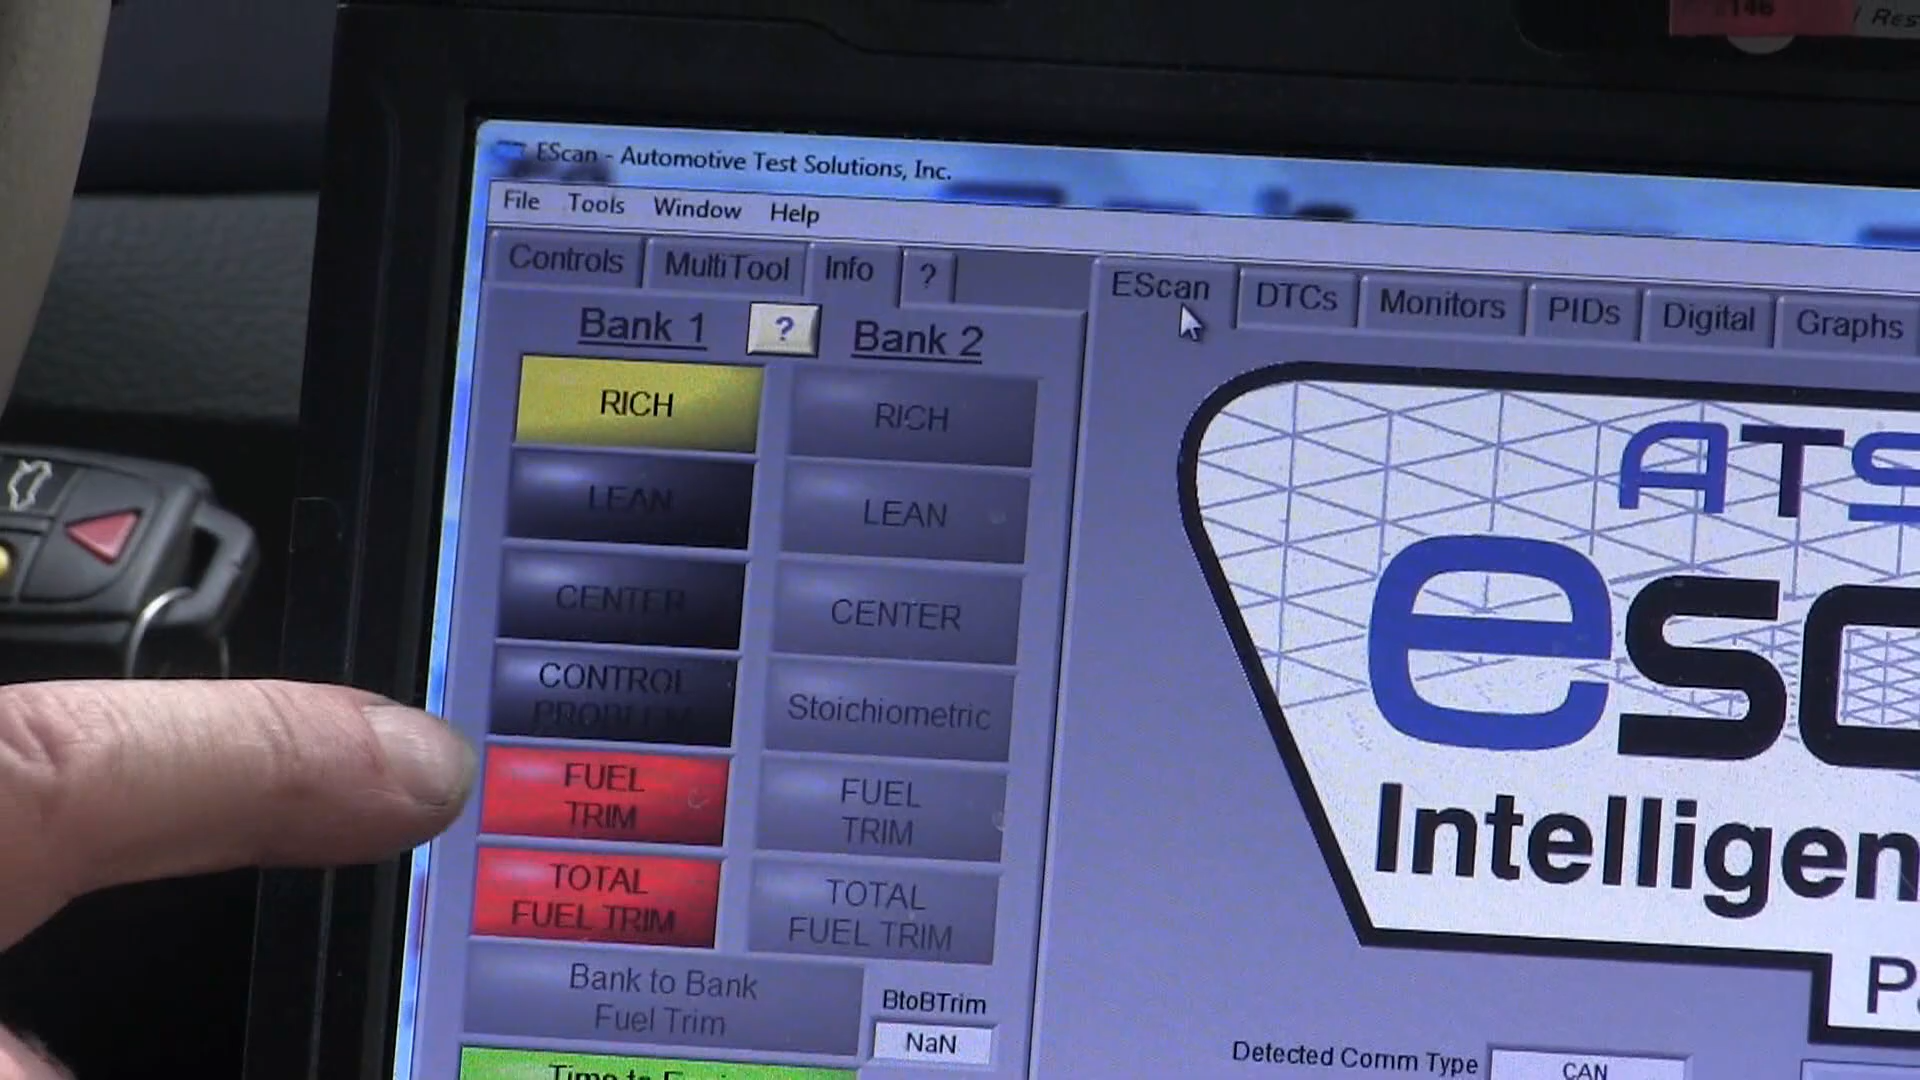 146
EScan - Automotive Test Solutions, Inc.
File Tools Window Help
Controls MultiTool Info ?
EScan DTCs Monitors PIDs Digital Graphs
Bank 1 ? Bank 2
RICH
LEAN
CENTER
CONTROL
PROBLEM
FUEL
TRIM
TOTAL
FUEL TRIM
RICH
LEAN
CENTER
Stoichiometric
FUEL
TRIM
TOTAL
FUEL TRIM
Bank to Bank
Fuel Trim
BtoBTrim
NaN
ATS
esc
Intelligen
Detected Comm Type CAN